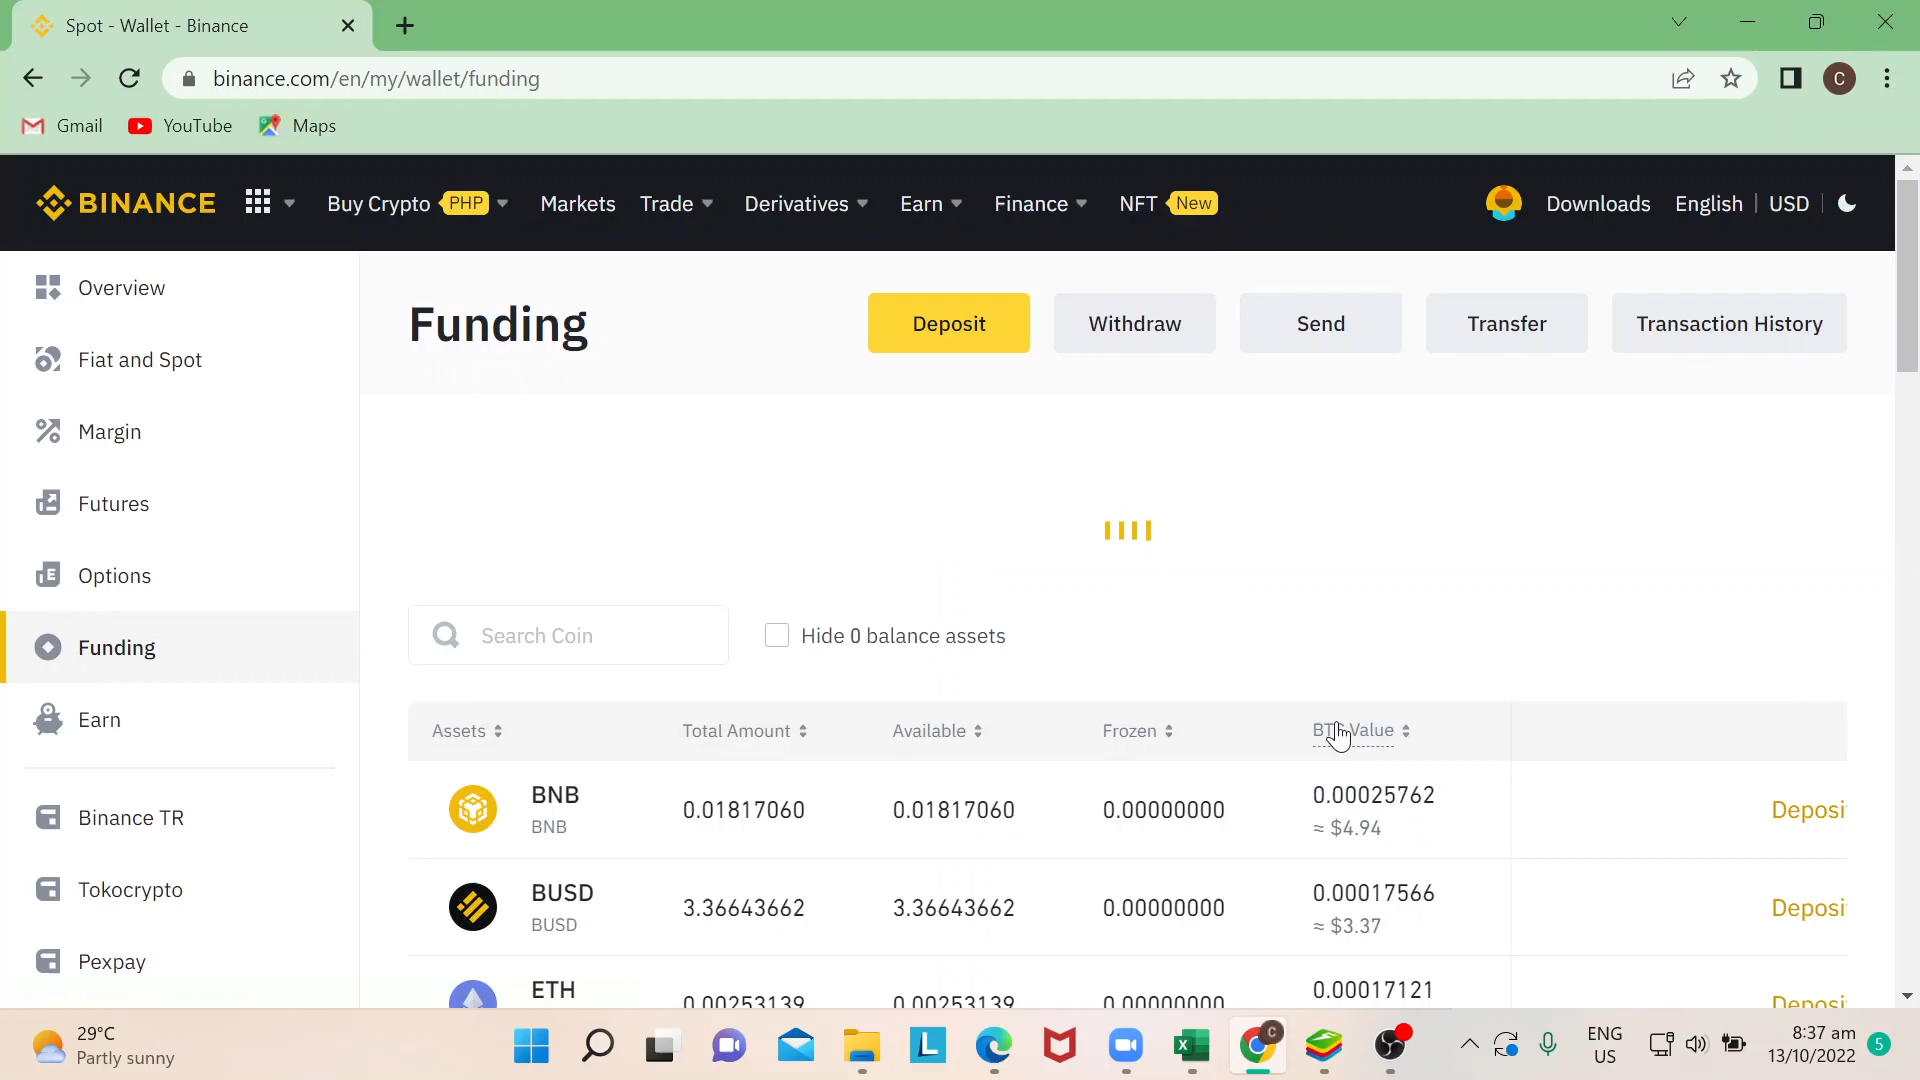 Spot - Wallet - Binance
binance.com/en/my/wallet/funding
C
Gmail YouTube Maps
BINANCE Buy Crypto PHP Markets Trade Derivatives Earn Finance NFT New Downloads English USD
Overview
Fiat and Spot
Margin
Futures
Options
Funding
Earn
Binance TR
Tokocrypto
Pexpay
Funding
Deposit Withdraw Send Transfer Transaction History
Search Coin Hide 0 balance assets
Assets Total Amount Available Frozen BTC Value
BNB 0.01817060 0.01817060 0.00000000 0.00025762 Deposi
BNB ≈ $4.94
BUSD 3.36643662 3.36643662 0.00000000 0.00017566 Deposi
BUSD ≈ $3.37
ETH 0.00253139 0.00253139 0.00000000 0.00017121 Deposi
29°C
Partly sunny
C
ENG
US
8:37 am
13/10/2022
5